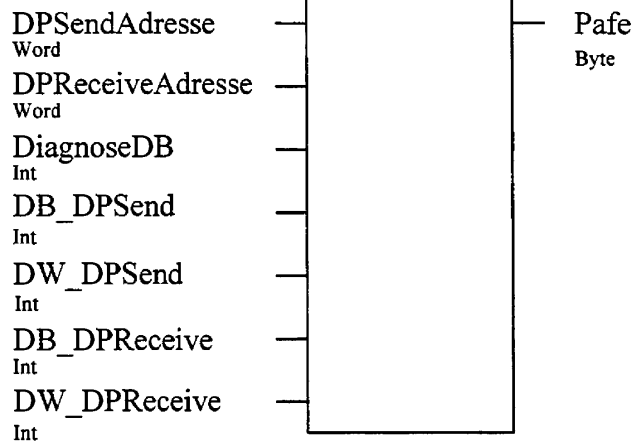 DPSendAdresse
Word
DPReceiveAdresse
Word
DiagnoseDB
Int
DB_DPSend
Int
DW_DPSend
Int
DB_DPReceive
Int
DW_DPReceive
Int
Pafe
Byte